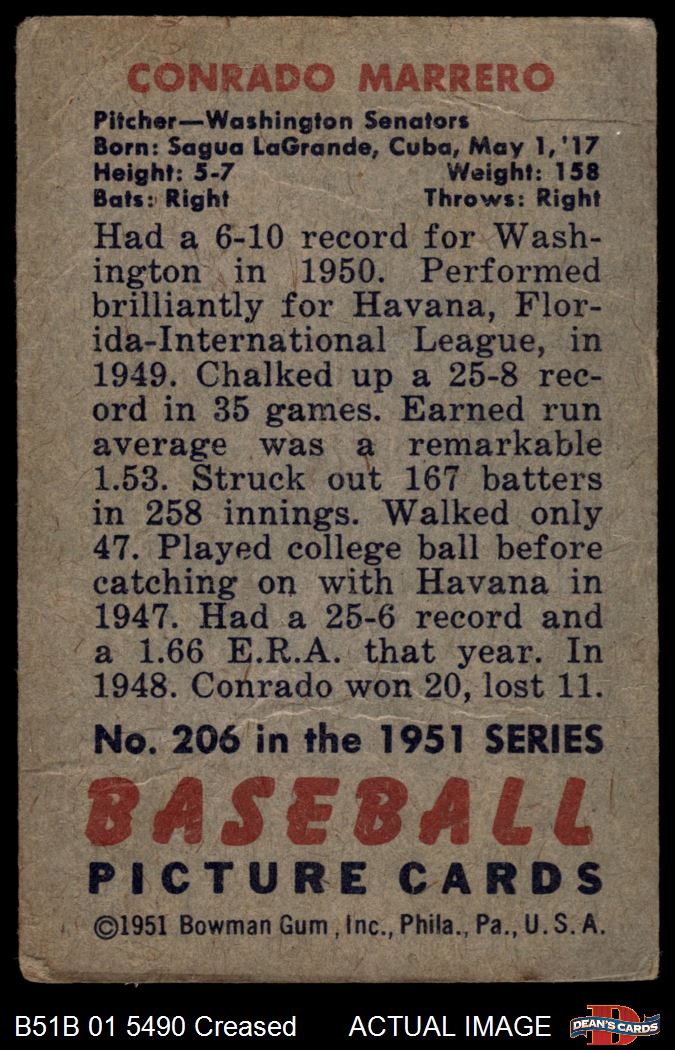 CONRADO MARRERO
Pitcher—Washington Senators
Born: Sagua LaGrande, Cuba, May 1, '17
Height: 5-7 Weight: 158
Bats: Right Throws: Right
Had a 6-10 record for Wash-
ington in 1950. Performed
brilliantly for Havana, Flor-
ida-International League, in
1949. Chalked up a 25-8 rec-
ord in 35 games. Earned run
average was a remarkable
1.53. Struck out 167 batters
in 258 innings. Walked only
47. Played college ball before
catching on with Havana in
1947. Had a 25-6 record and
a 1.66 E.R.A. that year. In
1948. Conrado won 20, lost 11.
No. 206 in the 1951 SERIES
BASEBALL
PICTURE CARDS
©1951 Bowman Gum, Inc., Phila., Pa., U.S.A.
B51B 01 5490 Creased ACTUAL IMAGE
D
DEAN'S CARDS